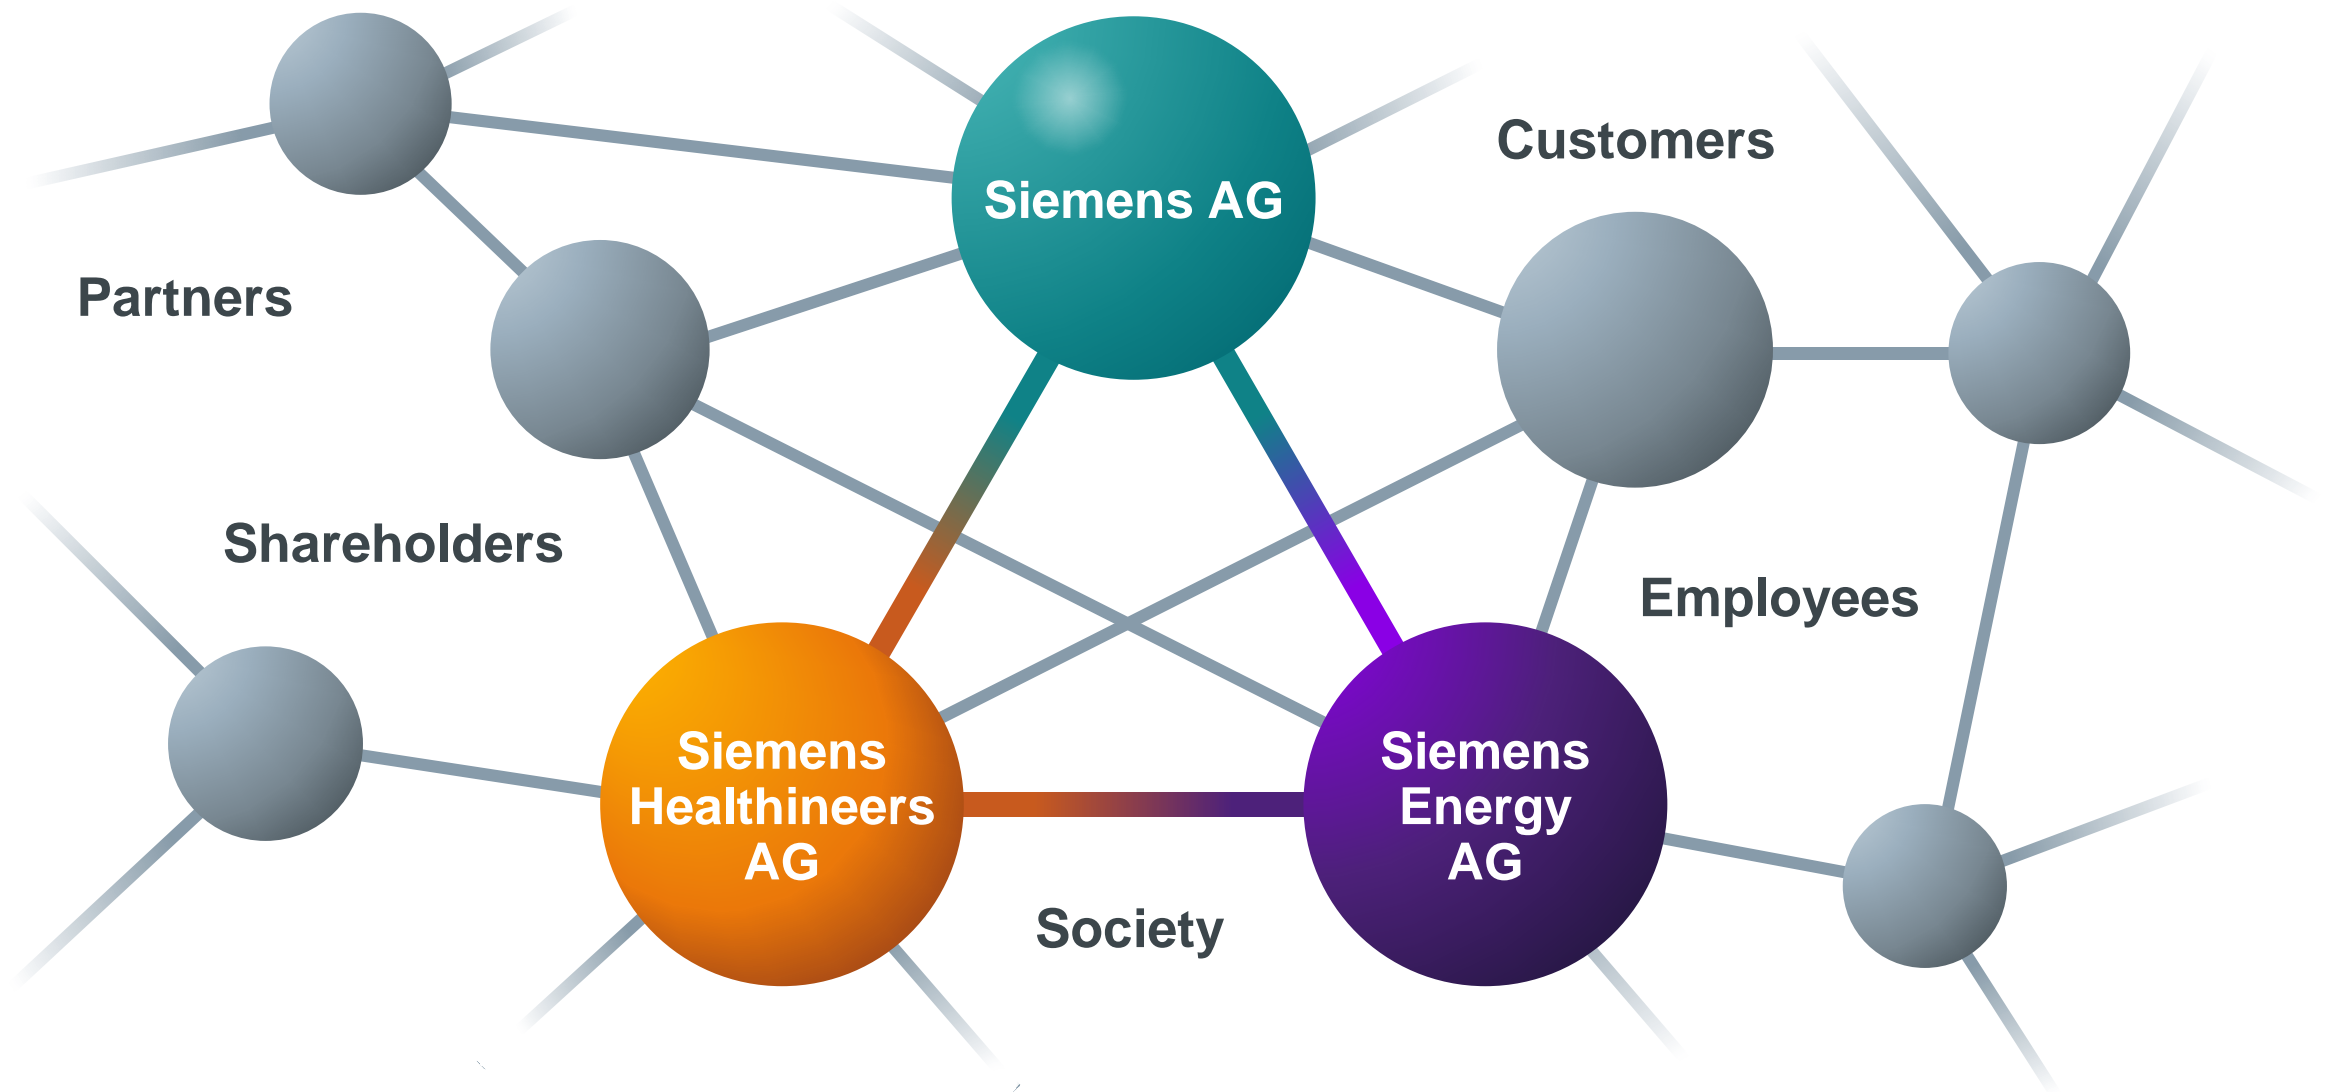 Customers
Siemens AG
Partners
Shareholders
Employees
Siemens
Healthineers
AG
Siemens
Energy
AG
Society